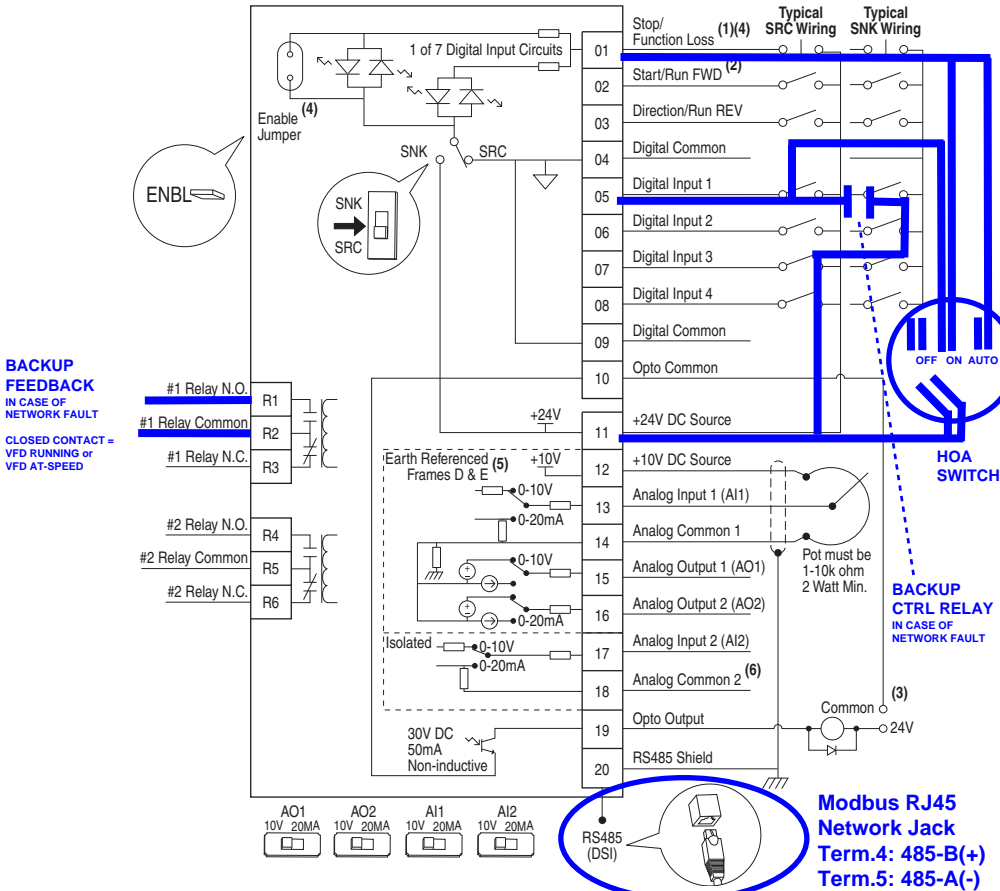 Typical SRC Wiring
Typical SNK Wiring
Stop/
Function Loss
(1)(4)
1 of 7 Digital Input Circuits
01
Start/Run FWD (2)
02
Enable Jumper (4)
Direction/Run REV
03
SNK
SRC
Digital Common
04
ENBL
SNK
SRC
Digital Input 1
05
Digital Input 2
06
Digital Input 3
07
Digital Input 4
08
Digital Common
09
OFF ON AUTO
BACKUP
FEEDBACK
IN CASE OF
NETWORK FAULT
CLOSED CONTACT =
VFD RUNNING or
VFD AT-SPEED
Opto Common
10
#1 Relay N.O.
R1
#1 Relay Common
R2
#1 Relay N.C.
R3
+24V
+24V DC Source
11
HOA
SWITCH
Earth Referenced (5)
Frames D & E
+10V
+10V DC Source
12
0-10V
0-20mA
Analog Input 1 (AI1)
13
#2 Relay N.O.
R4
#2 Relay Common
R5
#2 Relay N.C.
R6
Analog Common 1
14
Pot must be
1-10k ohm
2 Watt Min.
0-10V
Analog Output 1 (AO1)
15
BACKUP
CTRL RELAY
IN CASE OF
NETWORK FAULT
0-20mA
Analog Output 2 (AO2)
16
Isolated
0-10V
0-20mA
Analog Input 2 (AI2)
17
Analog Common 2 (6)
18
Common
(3)
24V
30V DC
50mA
Non-inductive
Opto Output
19
RS485 Shield
20
AO1
10V 20MA
AO2
10V 20MA
AI1
10V 20MA
AI2
10V 20MA
RS485
(DSI)
Modbus RJ45
Network Jack
Term.4: 485-B(+)
Term.5: 485-A(-)